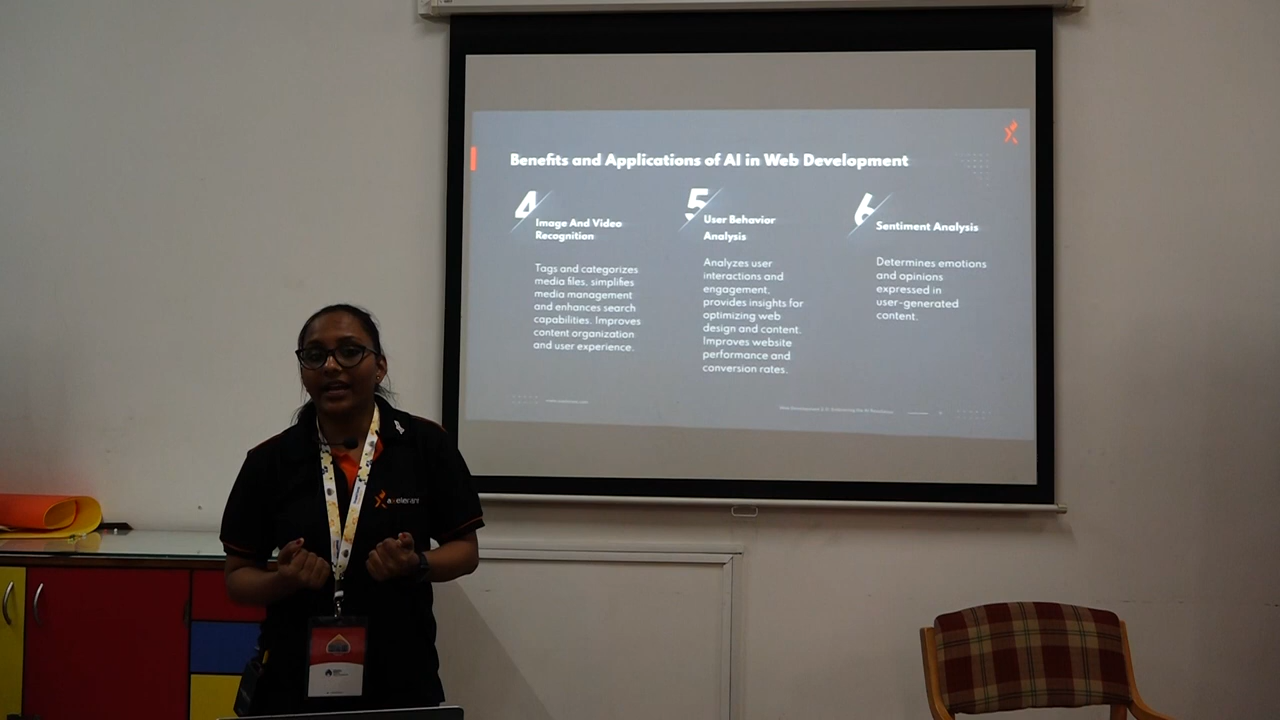 Benefits and Applications of AI in Web Development
4
Image And Video
Recognition
Tags and categorizes
media files, simplifies
media management
and enhances search
capabilities. Improves
content organization
and user experience.
5
User Behavior
Analysis
Analyzes user
interactions and
engagement,
provides insights for
optimizing web
design and content.
Improves website
performance and
conversion rates.
6
Sentiment Analysis
Determines emotions
and opinions
expressed in
user-generated
content.
axelerant